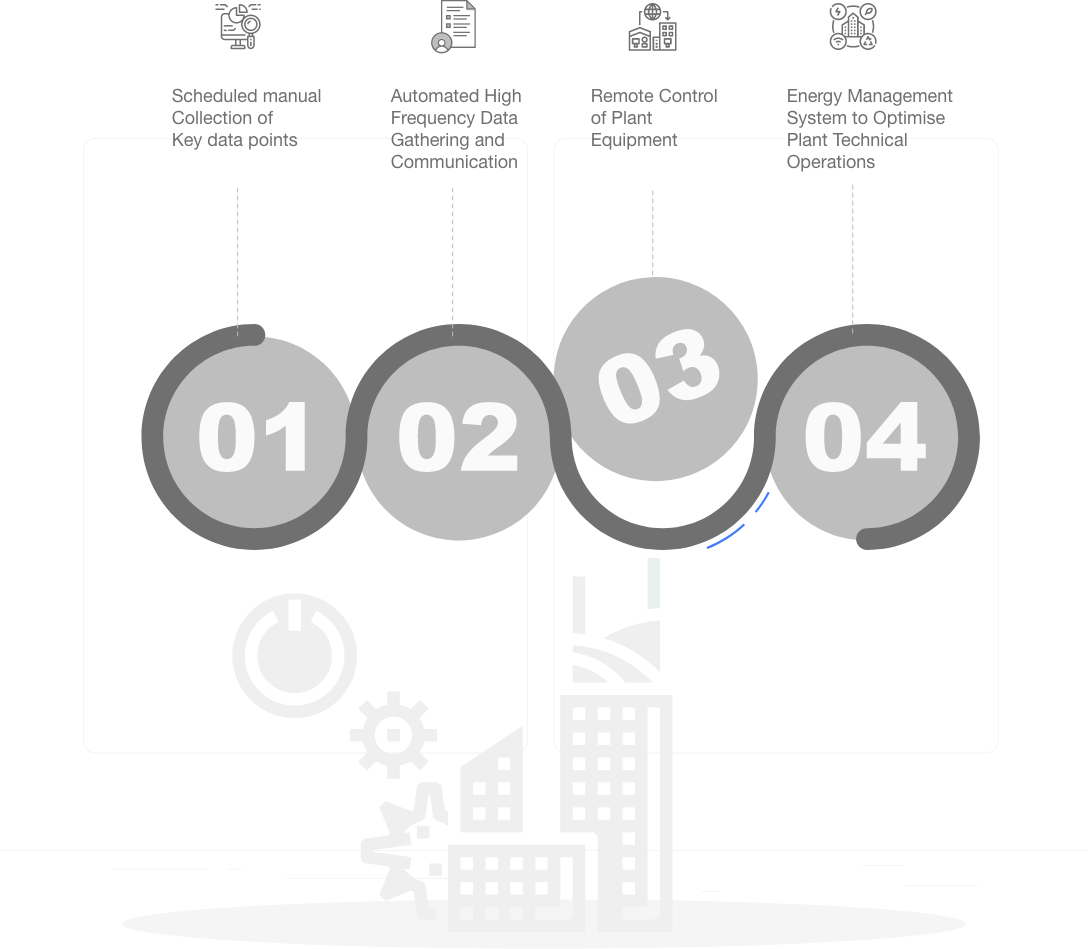 Scheduled manual
Collection of
Key data points
Automated High
Frequency Data
Gathering and
Communication
Remote Control
of Plant
Equipment
Energy Management
System to Optimise
Plant Technical
Operations
01
02
03
04